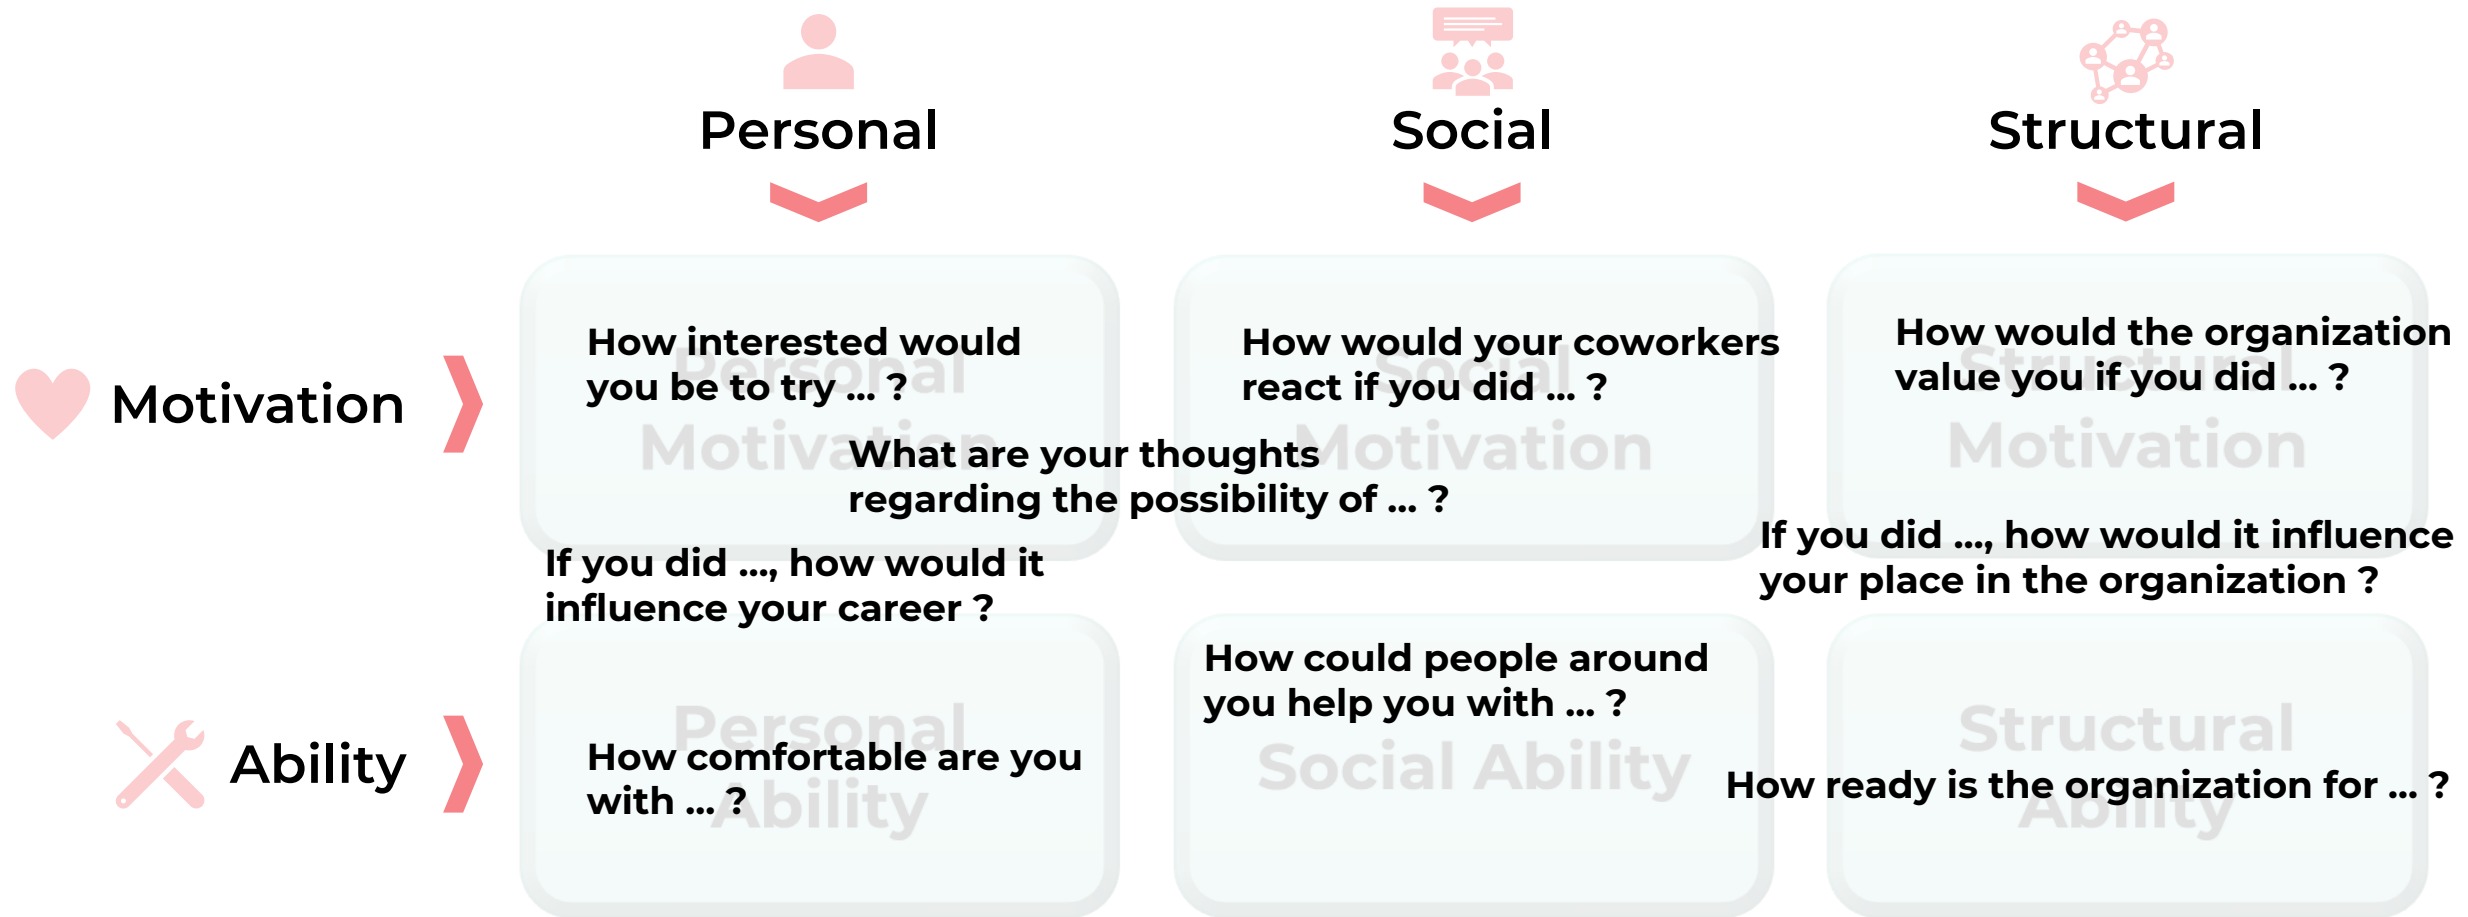 Personal
Social
Structural
Motivation
How interested would
you be to try ... ?
Personal
Motivation
How would your coworkers
react if you did ... ?
Social
Motivation
How would the organization
value you if you did ... ?
Structural
Motivation
What are your thoughts
regarding the possibility of ... ?
If you did ..., how would it
influence your career ?
If you did ..., how would it influence
your place in the organization ?
Ability
Personal
Ability
How comfortable are you
with ... ?
How could people around
you help you with ... ?
Social Ability
Structural
Ability
How ready is the organization for ... ?